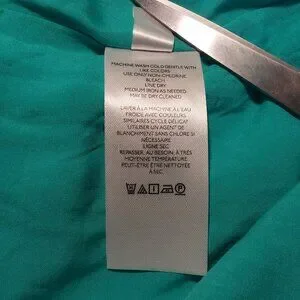 MACHINE WASH COLD GENTLE WITH
LIKE COLORS
USE ONLY NON-CHLORINE
BLEACH
LINE DRY
MEDIUM IRON AS NEEDED
MAY BE DRY CLEANED
LAVER À LA MACHINE À L'EAU
FROIDE AVEC COULEURS
SIMILAIRES CYCLE DÉLICAT
UTILISER UN AGENT DE
BLANCHIMENT SANS CHLORE SI
NÉCESSAIRE
LIGNE SEC
REPASSER, AU BESOIN, À TRÈS
MOYENNE TEMPÉRATURE
PEUT-ÊTRE ÊTRE NETTOYÉE
À SEC